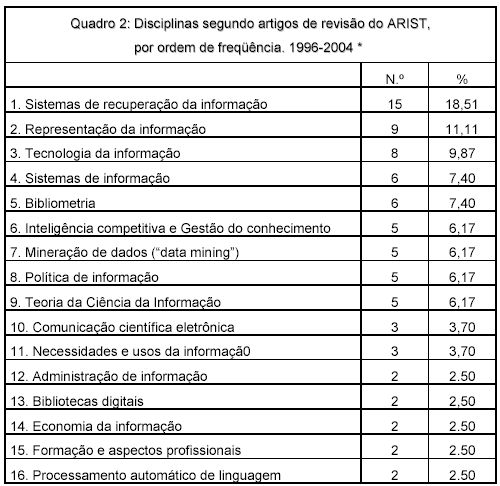 Quadro 2: Disciplinas segundo artigos de revisão do ARIST,
por ordem de freqüência. 1996-2004 *
N.º %
1. Sistemas de recuperação da informação 15 18,51
2. Representação da informação 9 11,11
3. Tecnologia da informação 8 9,87
4. Sistemas de informação 6 7,40
5. Bibliometria 6 7,40
6. Inteligência competitiva e Gestão do conhecimento 5 6,17
7. Mineração de dados (“data mining”) 5 6,17
8. Política de informação 5 6,17
9. Teoria da Ciência da Informação 5 6,17
10. Comunicação científica eletrônica 3 3,70
11. Necessidades e usos da informaçã0 3 3,70
12. Administração de informação 2 2.50
13. Bibliotecas digitais 2 2,50
14. Economia da informação 2 2.50
15. Formação e aspectos profissionais 2 2.50
16. Processamento automático de linguagem 2 2.50